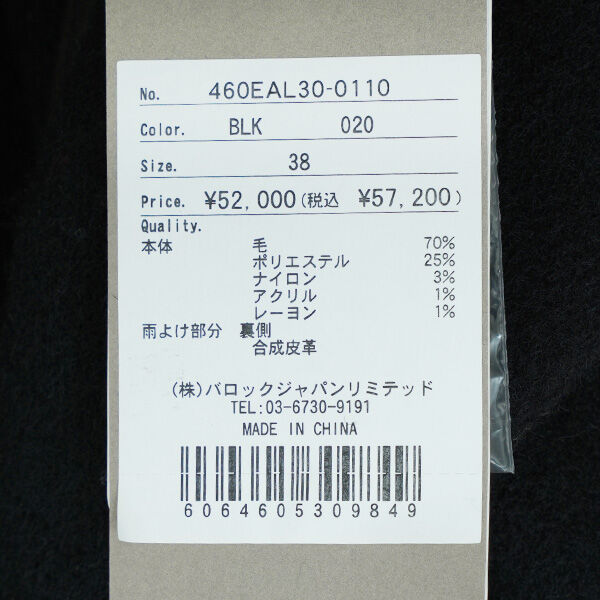 No. 460EAL30-0110
Color. BLK 020
Size. 38
Price. ¥52,000(税込 ¥57,200)
Quality.
本体 毛 70%
ポリエステル 25%
ナイロン 3%
アクリル 1%
レーヨン 1%
雨よけ部分 裏側
合成皮革
(株)バロックジャパンリミテッド
TEL:03-6730-9191
MADE IN CHINA
6064605309849